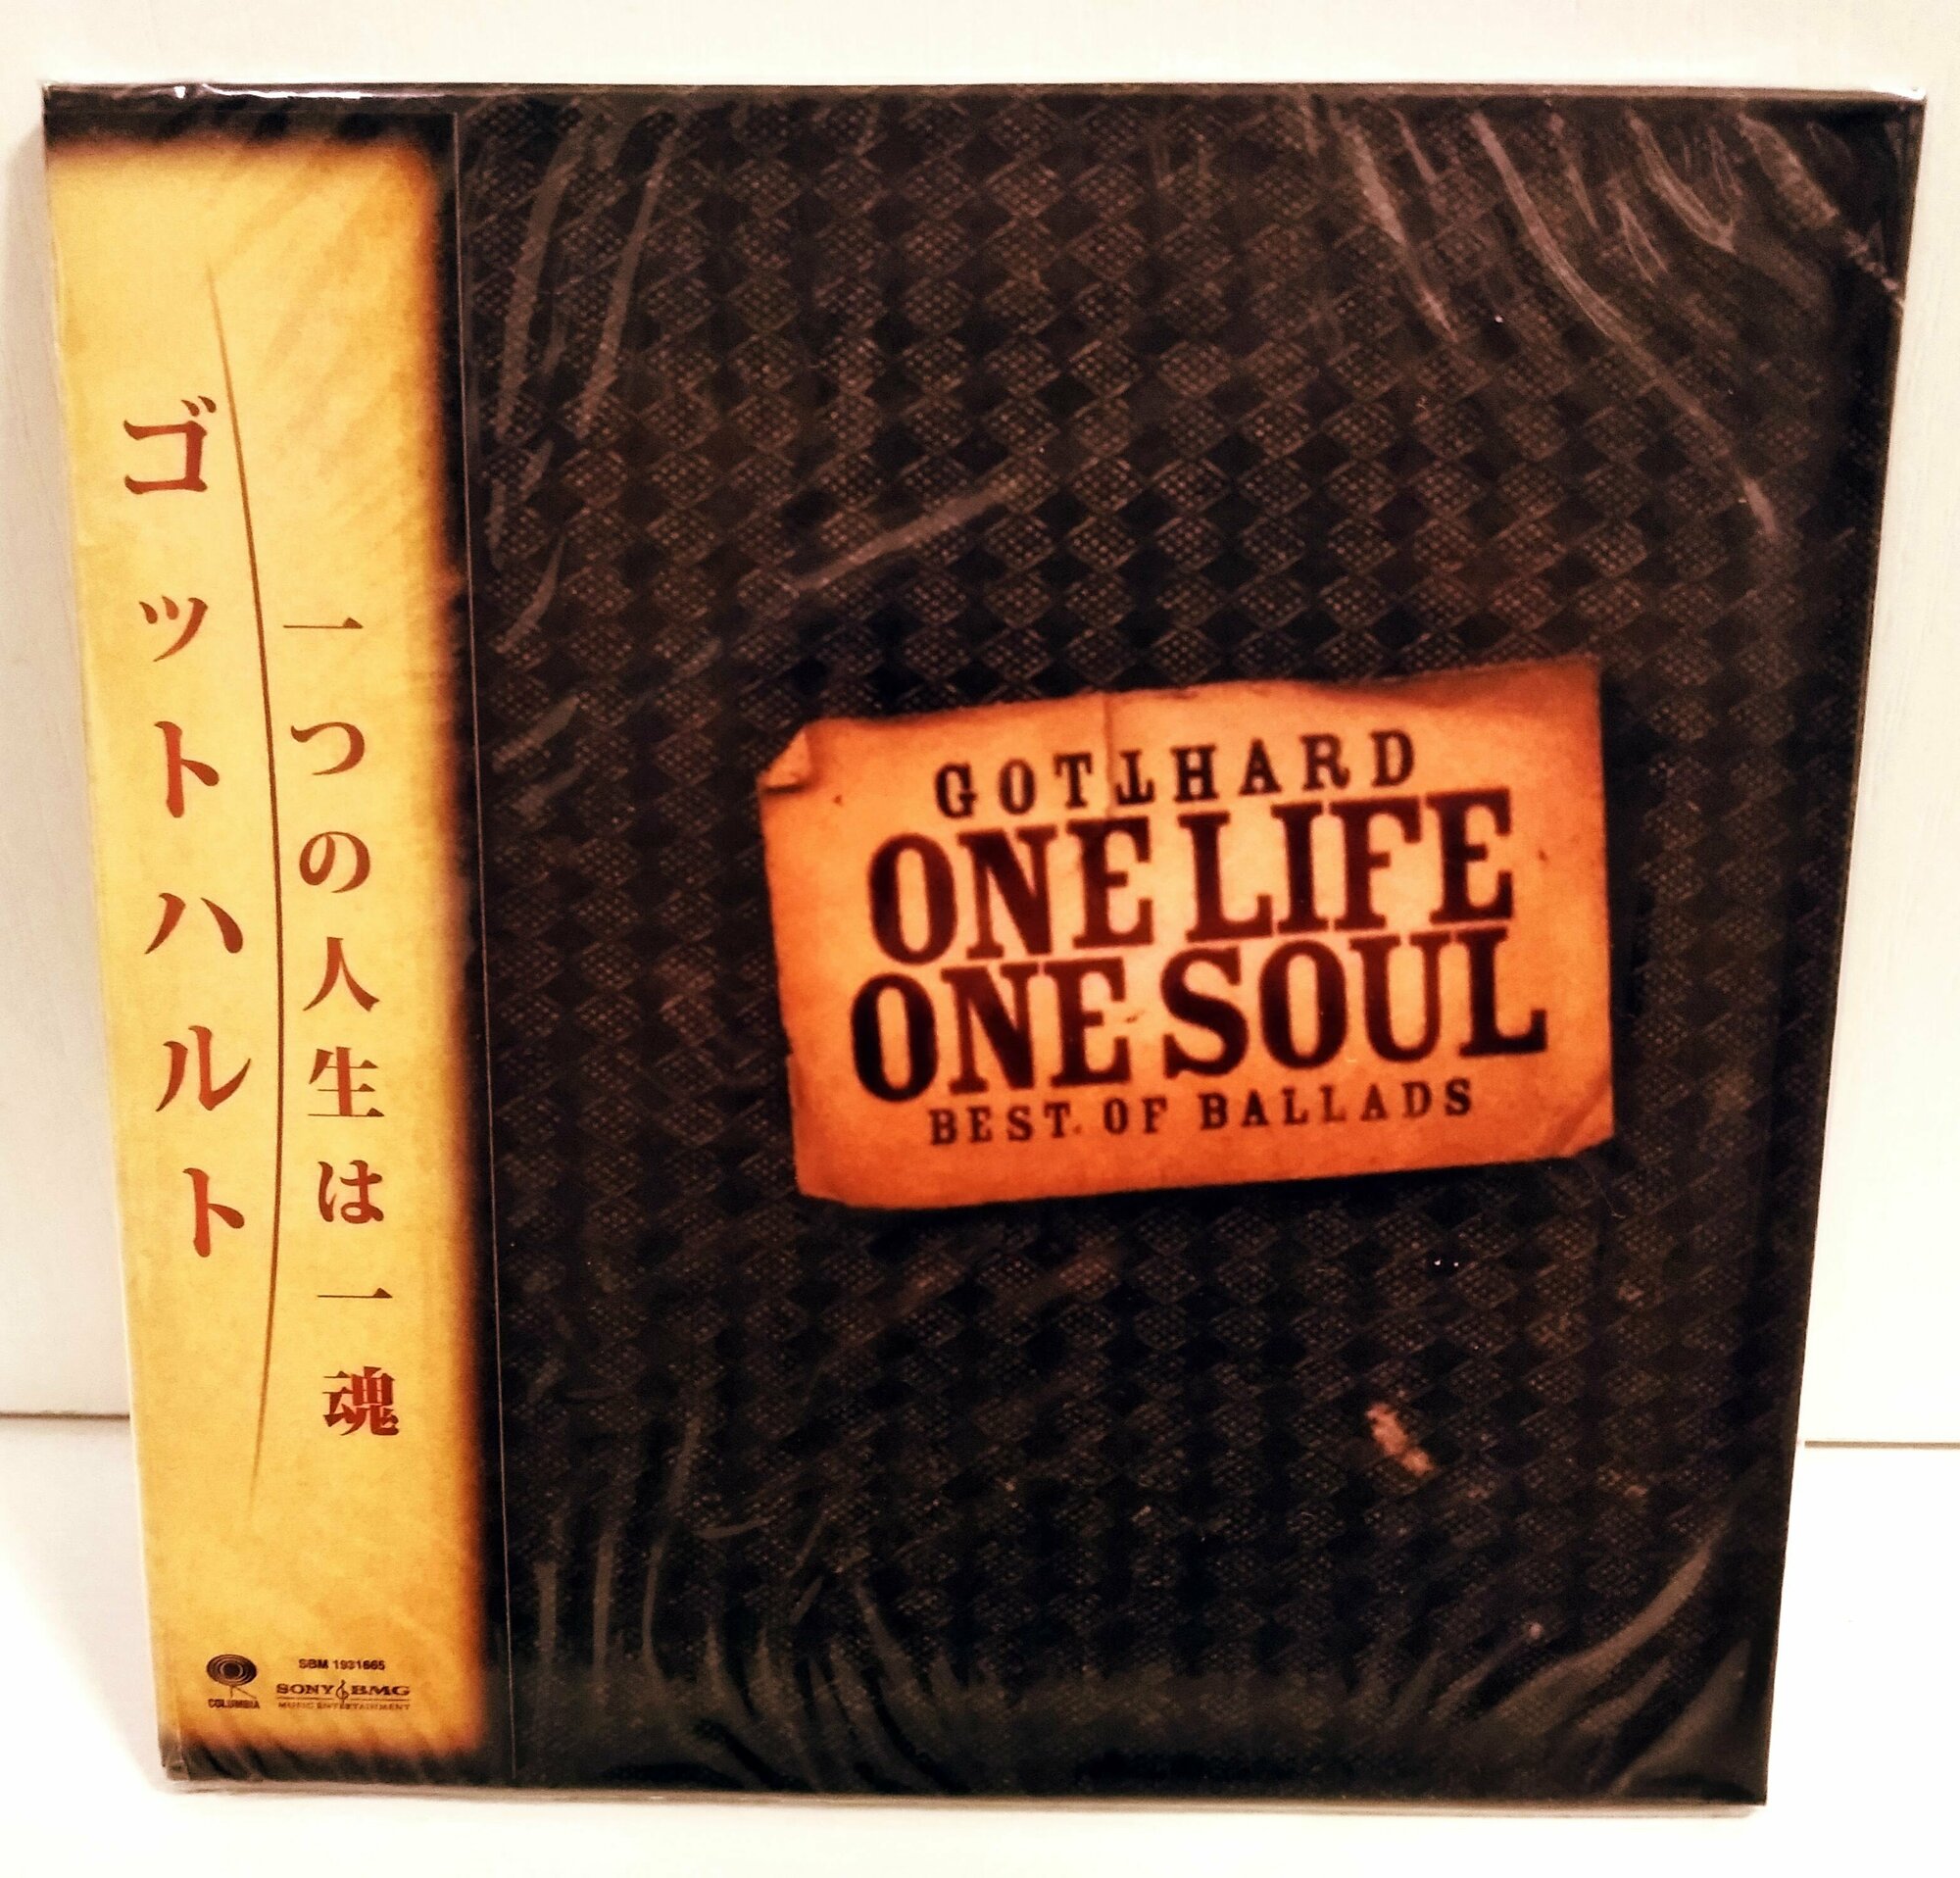 ゴットハルト
一つの人生は一魂
COLUMBIA
SBM 1931665
SONY BMG
MUSIC ENTERTAINMENT
GOTTHARD
ONE LIFE
ONE SOUL
BEST OF BALLADS